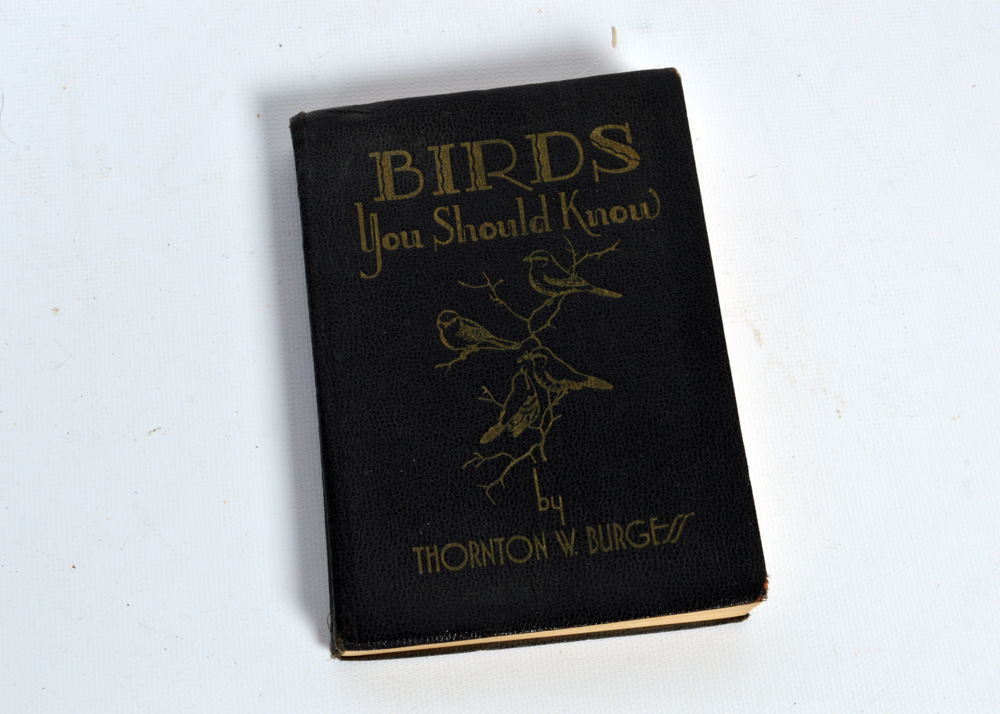 BIRDS
You Should Know
by
THORNTON W. BURGESS